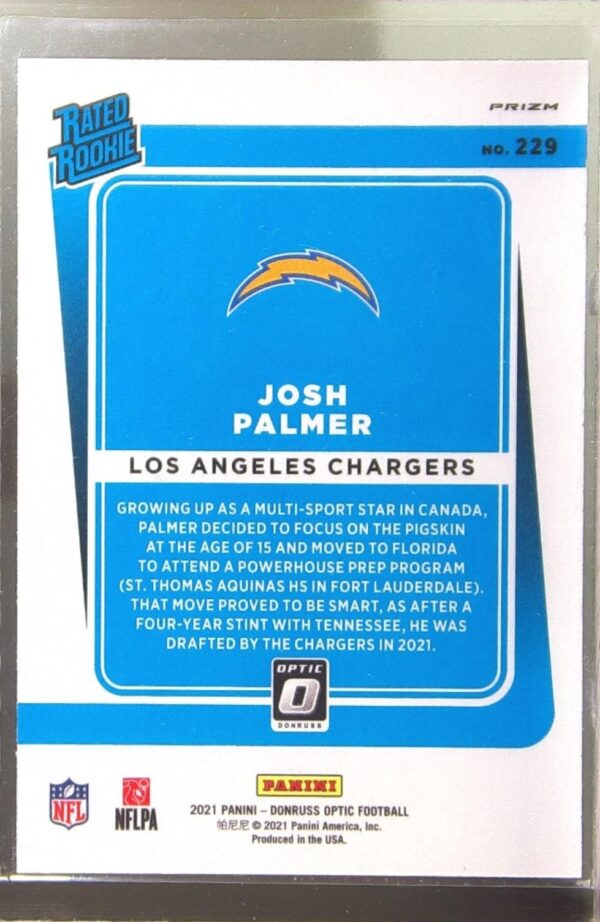 RATED
ROOKIE
PRIZM
NO. 229
JOSH
PALMER
LOS ANGELES CHARGERS
GROWING UP AS A MULTI-SPORT STAR IN CANADA,
PALMER DECIDED TO FOCUS ON THE PIGSKIN
AT THE AGE OF 15 AND MOVED TO FLORIDA
TO ATTEND A POWERHOUSE PREP PROGRAM
(ST. THOMAS AQUINAS HS IN FORT LAUDERDALE).
THAT MOVE PROVED TO BE SMART, AS AFTER A
FOUR-YEAR STINT WITH TENNESSEE, HE WAS
DRAFTED BY THE CHARGERS IN 2021.
OPTIC
O
DONRUSS
NFL
NFLPA
PANINI
2021 PANINI – DONRUSS OPTIC FOOTBALL
帕尼尼 © 2021 Panini America, Inc.
Produced in the USA.